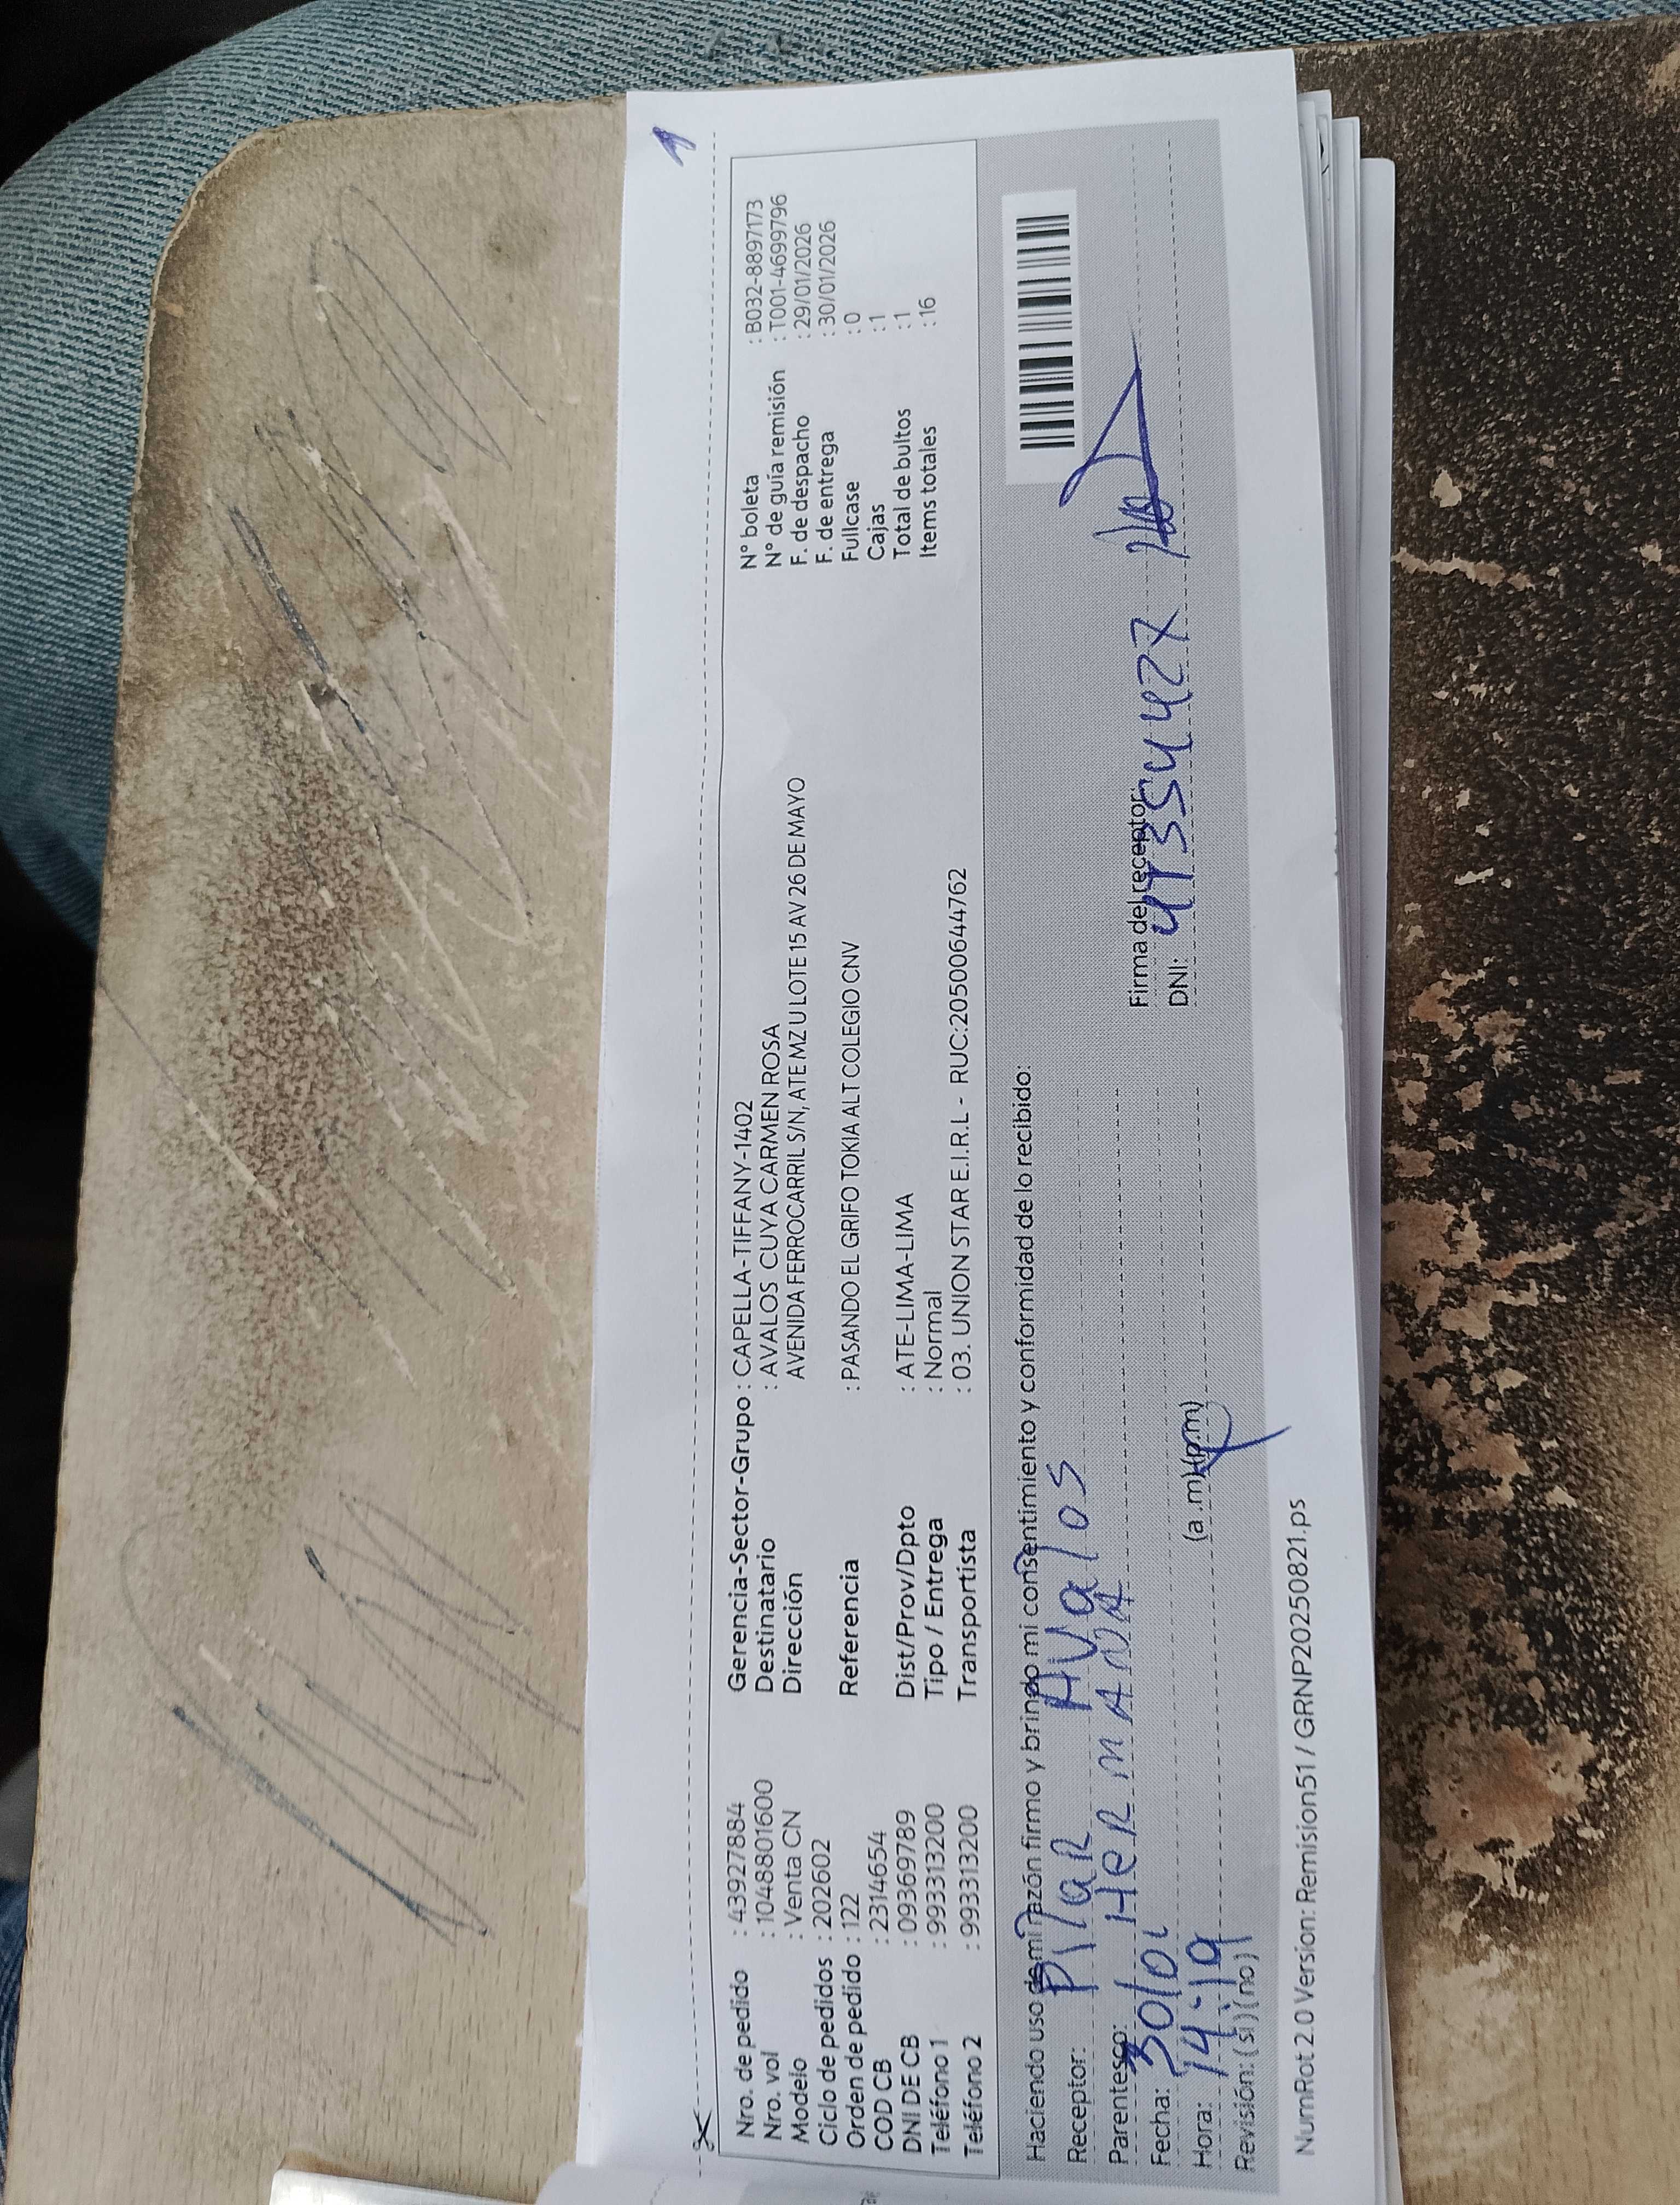 1
Nro. de pedido : 43927884
Nro. vol : 10488801600
Modelo : Venta CN
Ciclo de pedidos : 202602
Orden de pedido : 122
COD CB : 2314654
DNI DE CB : 09369789
Teléfono 1 : 993313200
Teléfono 2 : 993313200
Gerencia-Sector-Grupo : CAPELLA-TIFFANY-1402
Destinatario : AVALOS CUYA CARMEN ROSA
Dirección AVENIDA FERROCARRIL S/N, ATE MZ U LOTE 15 AV 26 DE MAYO
Referencia : PASANDO EL GRIFO TOKIA ALT COLEGIO CNV
Dist/Prov/Dpto : ATE-LIMA-LIMA
Tipo / Entrega : Normal
Transportista : 03. UNION STAR E.I.R.L - RUC:20500644762
N° boleta : B032-8897173
N° de guía remisión : T001-4699796
F. de despacho : 29/01/2026
F. de entrega : 30/01/2026
Fullcase : 0
Cajas : 1
Total de bultos : 1
Items totales : 16
Haciendo uso de mi razón firmo y brindo mi consentimiento y conformidad de lo recibido:
Receptor: Pilar Avalos
Parentesco: HermANA
Fecha: 30/01
Hora: 14:19 (a .m)(p.m)
Revisión: (si)(no)
Firma del receptor:
DNI: 47354427
NumRot 2.0 Version: Remision51 / GRNP20250821.ps